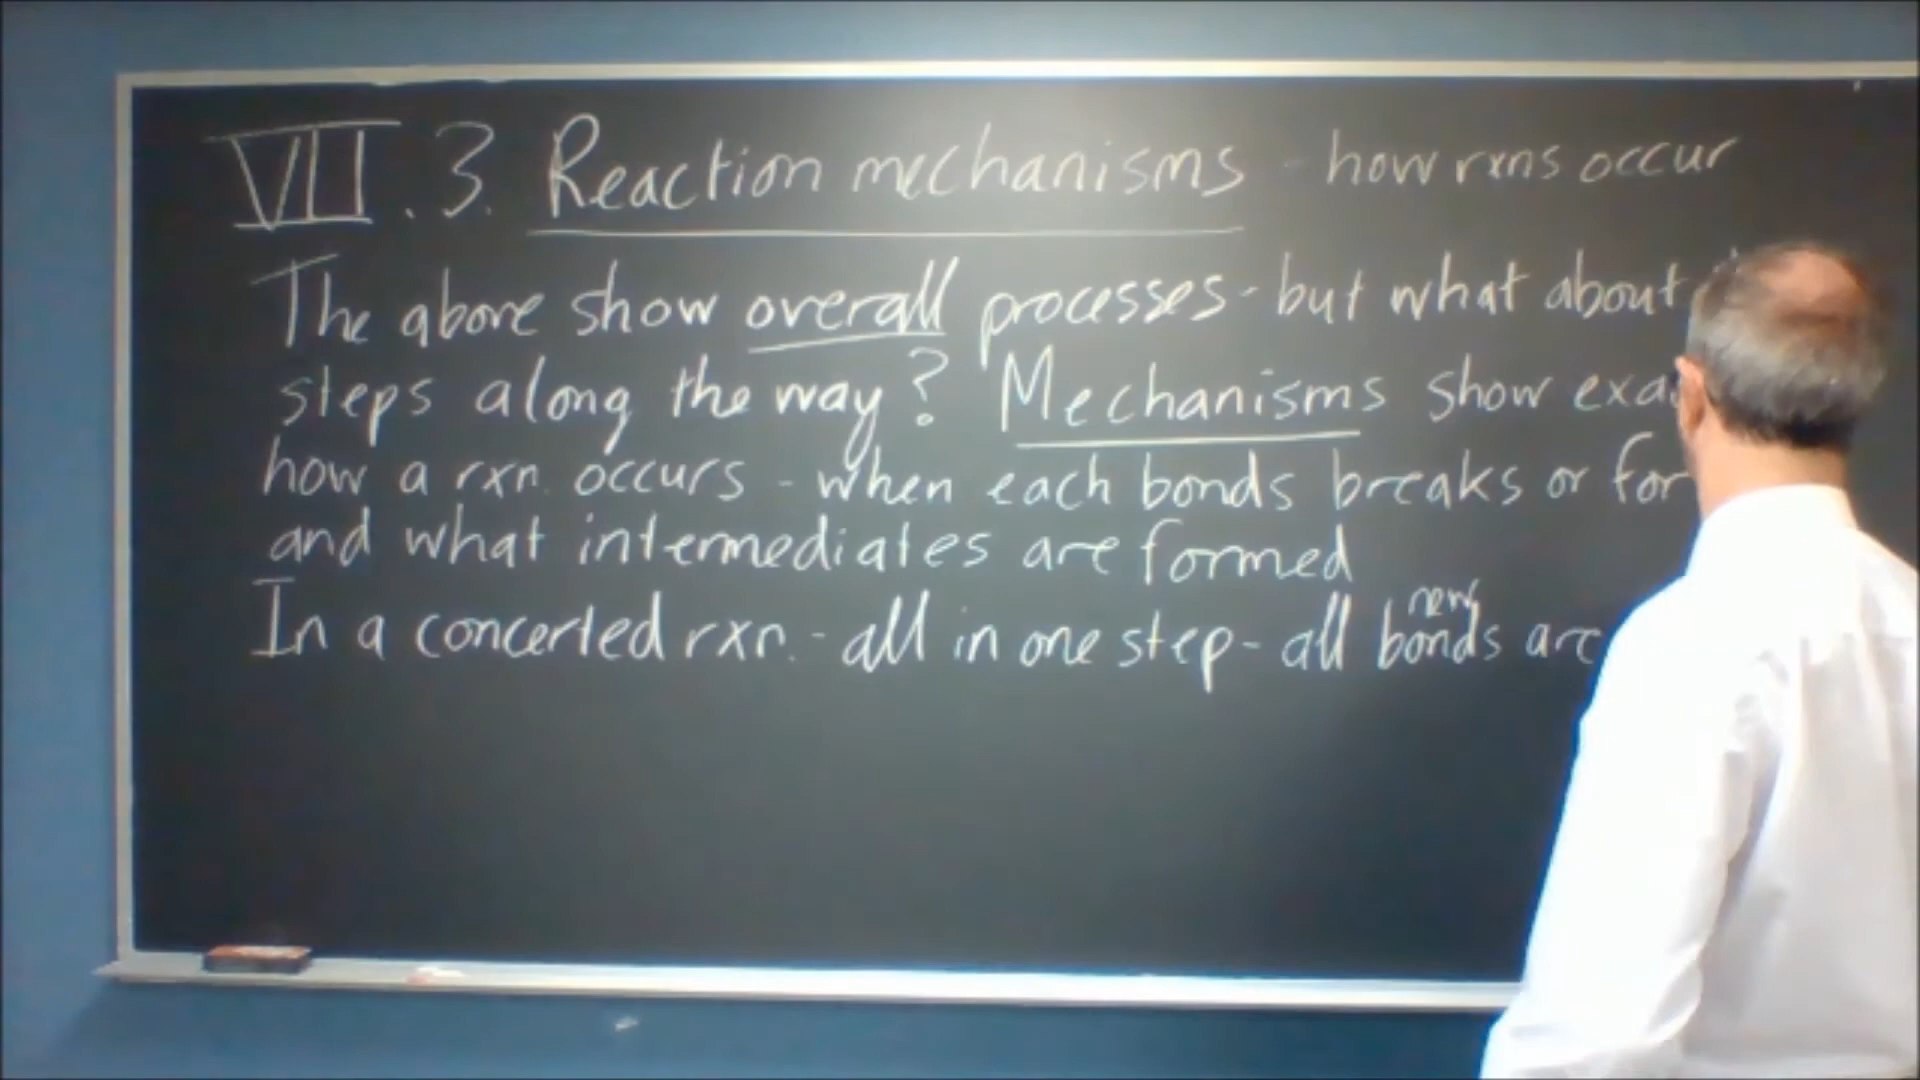 VII.3. Reaction mechanisms - how rxns occur
The above show overall processes - but what about
steps along the way? Mechanisms show exa
how a rxn. occurs - when each bonds breaks or for
and what intermediates are formed
new
In a concerted rxn. - all in one step - all bonds are